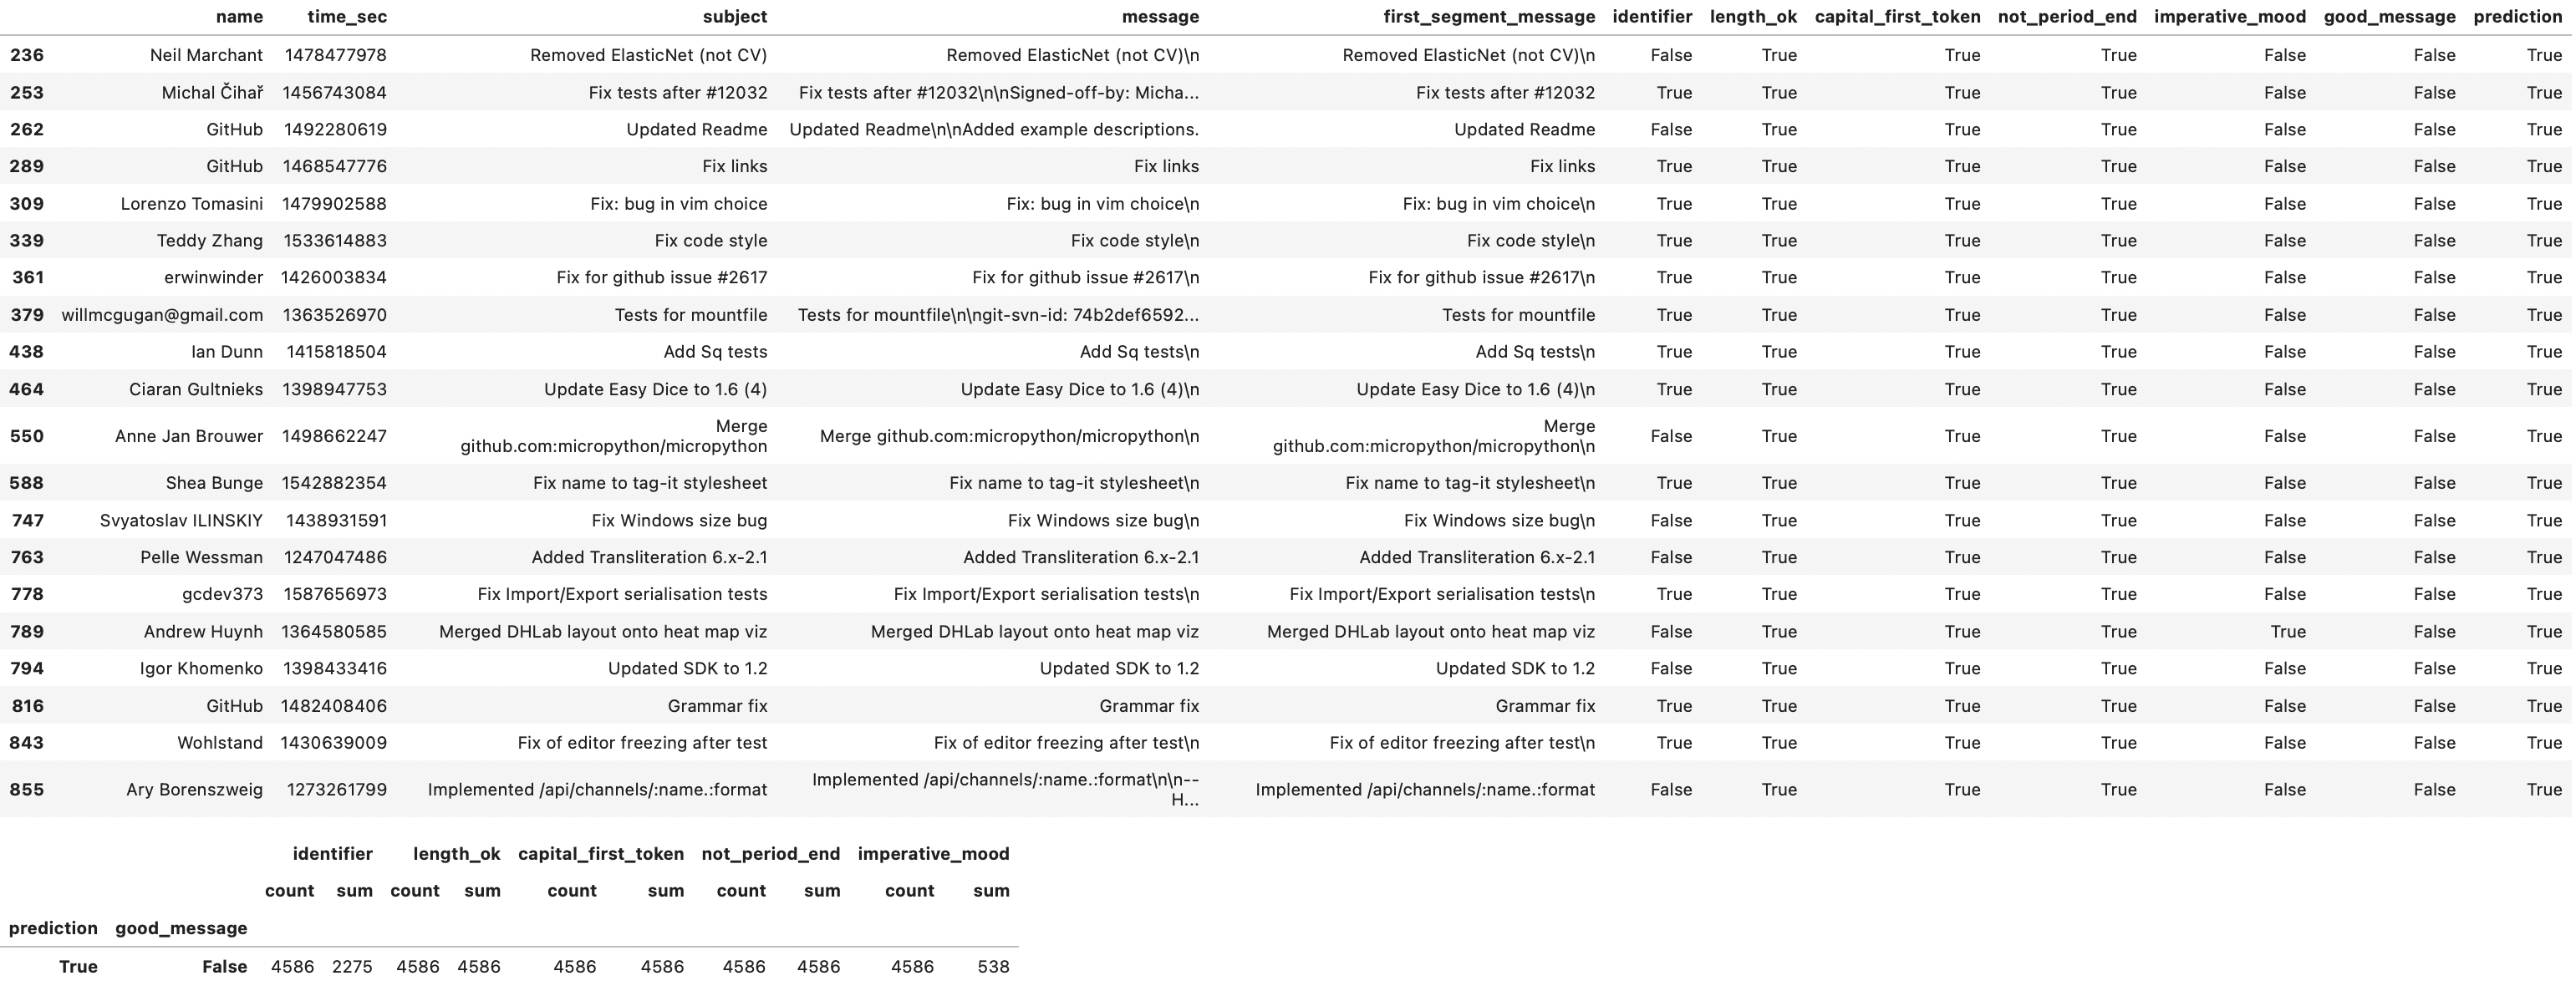 name time_sec subject message first_segment_message identifier length_ok capital_first_token not_period_end imperative_mood good_message prediction
236 Neil Marchant 1478477978 Removed ElasticNet (not CV) Removed ElasticNet (not CV)\n Removed ElasticNet (not CV)\n False True True True False False True
253 Michal Čihař 1456743084 Fix tests after #12032 Fix tests after #12032\n\nSigned-off-by: Micha... Fix tests after #12032 True True True True False False True
262 GitHub 1492280619 Updated Readme Updated Readme\n\nAdded example descriptions. Updated Readme False True True True False False True
289 GitHub 1468547776 Fix links Fix links Fix links True True True True False False True
309 Lorenzo Tomasini 1479902588 Fix: bug in vim choice Fix: bug in vim choice\n Fix: bug in vim choice\n True True True True False False True
339 Teddy Zhang 1533614883 Fix code style Fix code style\n Fix code style\n True True True True False False True
361 erwinwinder 1426003834 Fix for github issue #2617 Fix for github issue #2617\n Fix for github issue #2617\n True True True True False False True
379 willmcgugan@gmail.com 1363526970 Tests for mountfile Tests for mountfile\n\ngit-svn-id: 74b2def6592... Tests for mountfile True True True True False False True
438 Ian Dunn 1415818504 Add Sq tests Add Sq tests\n Add Sq tests\n True True True True False False True
464 Ciaran Gultnieks 1398947753 Update Easy Dice to 1.6 (4) Update Easy Dice to 1.6 (4)\n Update Easy Dice to 1.6 (4)\n True True True True False False True
550 Anne Jan Brouwer 1498662247 Merge github.com:micropython/micropython Merge github.com:micropython/micropython\n Merge github.com:micropython/micropython\n False True True True False False True
588 Shea Bunge 1542882354 Fix name to tag-it stylesheet Fix name to tag-it stylesheet\n Fix name to tag-it stylesheet\n True True True True False False True
747 Svyatoslav ILINSKIY 1438931591 Fix Windows size bug Fix Windows size bug\n Fix Windows size bug\n False True True True False False True
763 Pelle Wessman 1247047486 Added Transliteration 6.x-2.1 Added Transliteration 6.x-2.1 Added Transliteration 6.x-2.1 False True True True False False True
778 gcdev373 1587656973 Fix Import/Export serialisation tests Fix Import/Export serialisation tests\n Fix Import/Export serialisation tests\n True True True True False False True
789 Andrew Huynh 1364580585 Merged DHLab layout onto heat map viz Merged DHLab layout onto heat map viz Merged DHLab layout onto heat map viz False True True True True False True
794 Igor Khomenko 1398433416 Updated SDK to 1.2 Updated SDK to 1.2 Updated SDK to 1.2 False True True True False False True
816 GitHub 1482408406 Grammar fix Grammar fix Grammar fix True True True True False False True
843 Wohlstand 1430639009 Fix of editor freezing after test Fix of editor freezing after test\n Fix of editor freezing after test\n True True True True False False True
855 Ary Borenszweig 1273261799 Implemented /api/channels/:name.:format Implemented /api/channels/:name.:format\n\n--H... Implemented /api/channels/:name.:format False True True True False False True
identifier length_ok capital_first_token not_period_end imperative_mood
count sum count sum count sum count sum count sum
prediction good_message
True False 4586 2275 4586 4586 4586 4586 4586 4586 4586 538